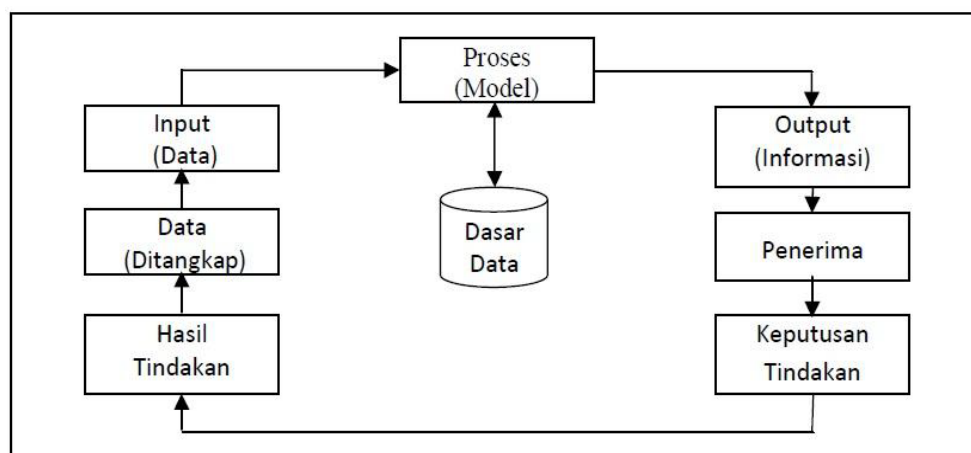 Proses
(Model)
Input
(Data)
Output
(Informasi)
Data
(Ditangkap)
Dasar
Data
Penerima
Hasil
Tindakan
Keputusan
Tindakan